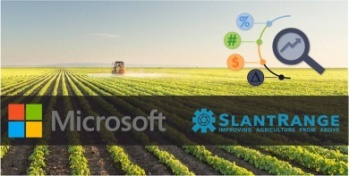 %
#
$
Δ
Microsoft
SLANTRANGE
IMPROVING AGRICULTURE FROM ABOVE